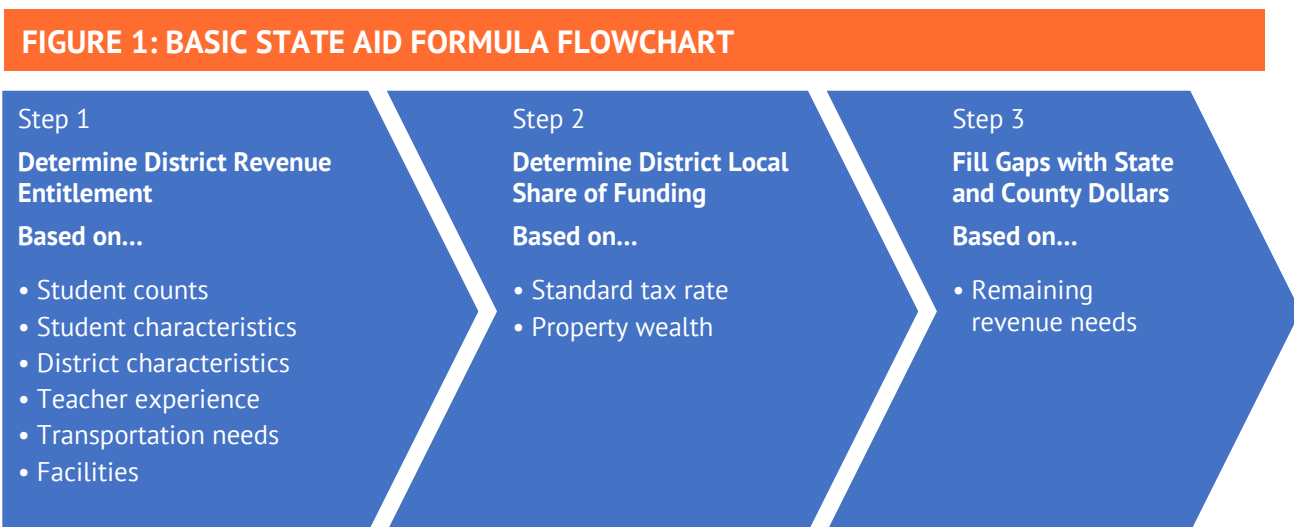 FIGURE 1: BASIC STATE AID FORMULA FLOWCHART
Step 1
Determine District Revenue
Entitlement
Based on...
• Student counts
• Student characteristics
• District characteristics
• Teacher experience
• Transportation needs
• Facilities
Step 2
Determine District Local
Share of Funding
Based on...
• Standard tax rate
• Property wealth
Step 3
Fill Gaps with State
and County Dollars
Based on...
• Remaining
revenue needs